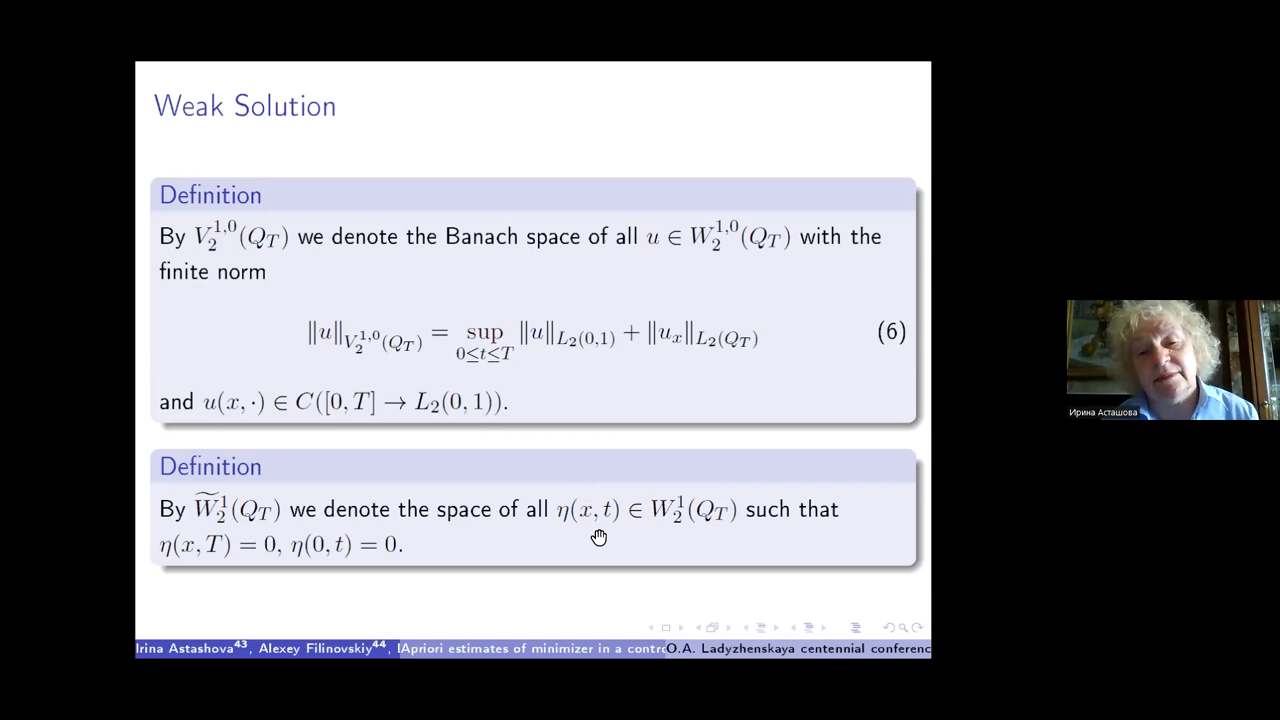 Weak Solution
Definition
By $V_2^{1,0}(Q_T)$ we denote the Banach space of all $u \in W_2^{1,0}(Q_T)$ with the
finite norm
$\|u\|_{V_2^{1,0}(Q_T)} = \sup_{0 \le t \le T} \|u\|_{L_2(0,1)} + \|u_x\|_{L_2(Q_T)}$ (6)
and $u(x, \cdot) \in C([0, T] \to L_2(0, 1))$.
Definition
By $\widetilde{W}_2^1(Q_T)$ we denote the space of all $\eta(x, t) \in W_2^1(Q_T)$ such that
$\eta(x, T) = 0$, $\eta(0, t) = 0$.
Irina Astashova⁴³, Alexey Filinovskiy⁴⁴, Apriori estimates of minimizer in a contr O.A. Ladyzhenskaya centennial conferenc
Ирина Асташова